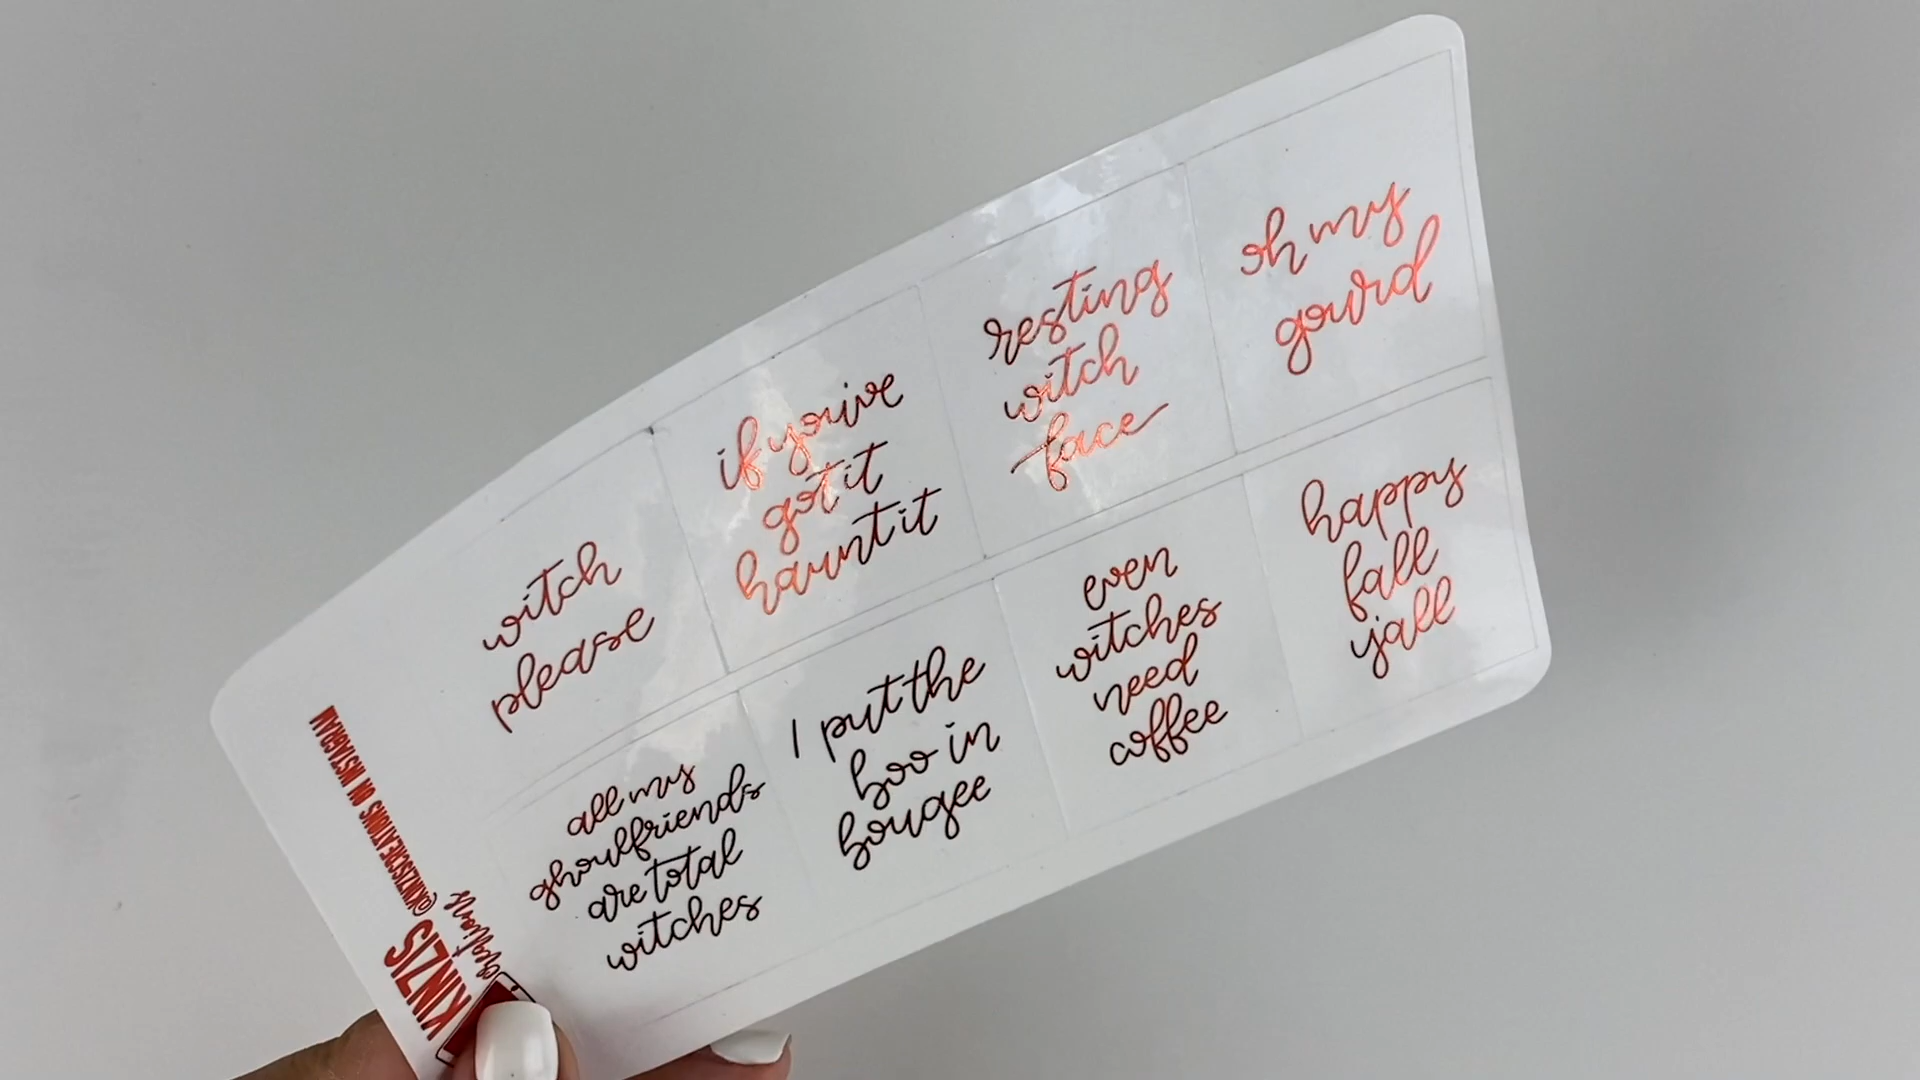 witch
please
if you've
got it
haunt it
resting
witch
face
oh my
gourd
all my
ghoulfriends
are total
witches
I put the
boo in
bougee
even
witches
need
coffee
happy
fall
y'all
KINZIS
creations
@KINZISCREATIONS ON INSTAGRAM